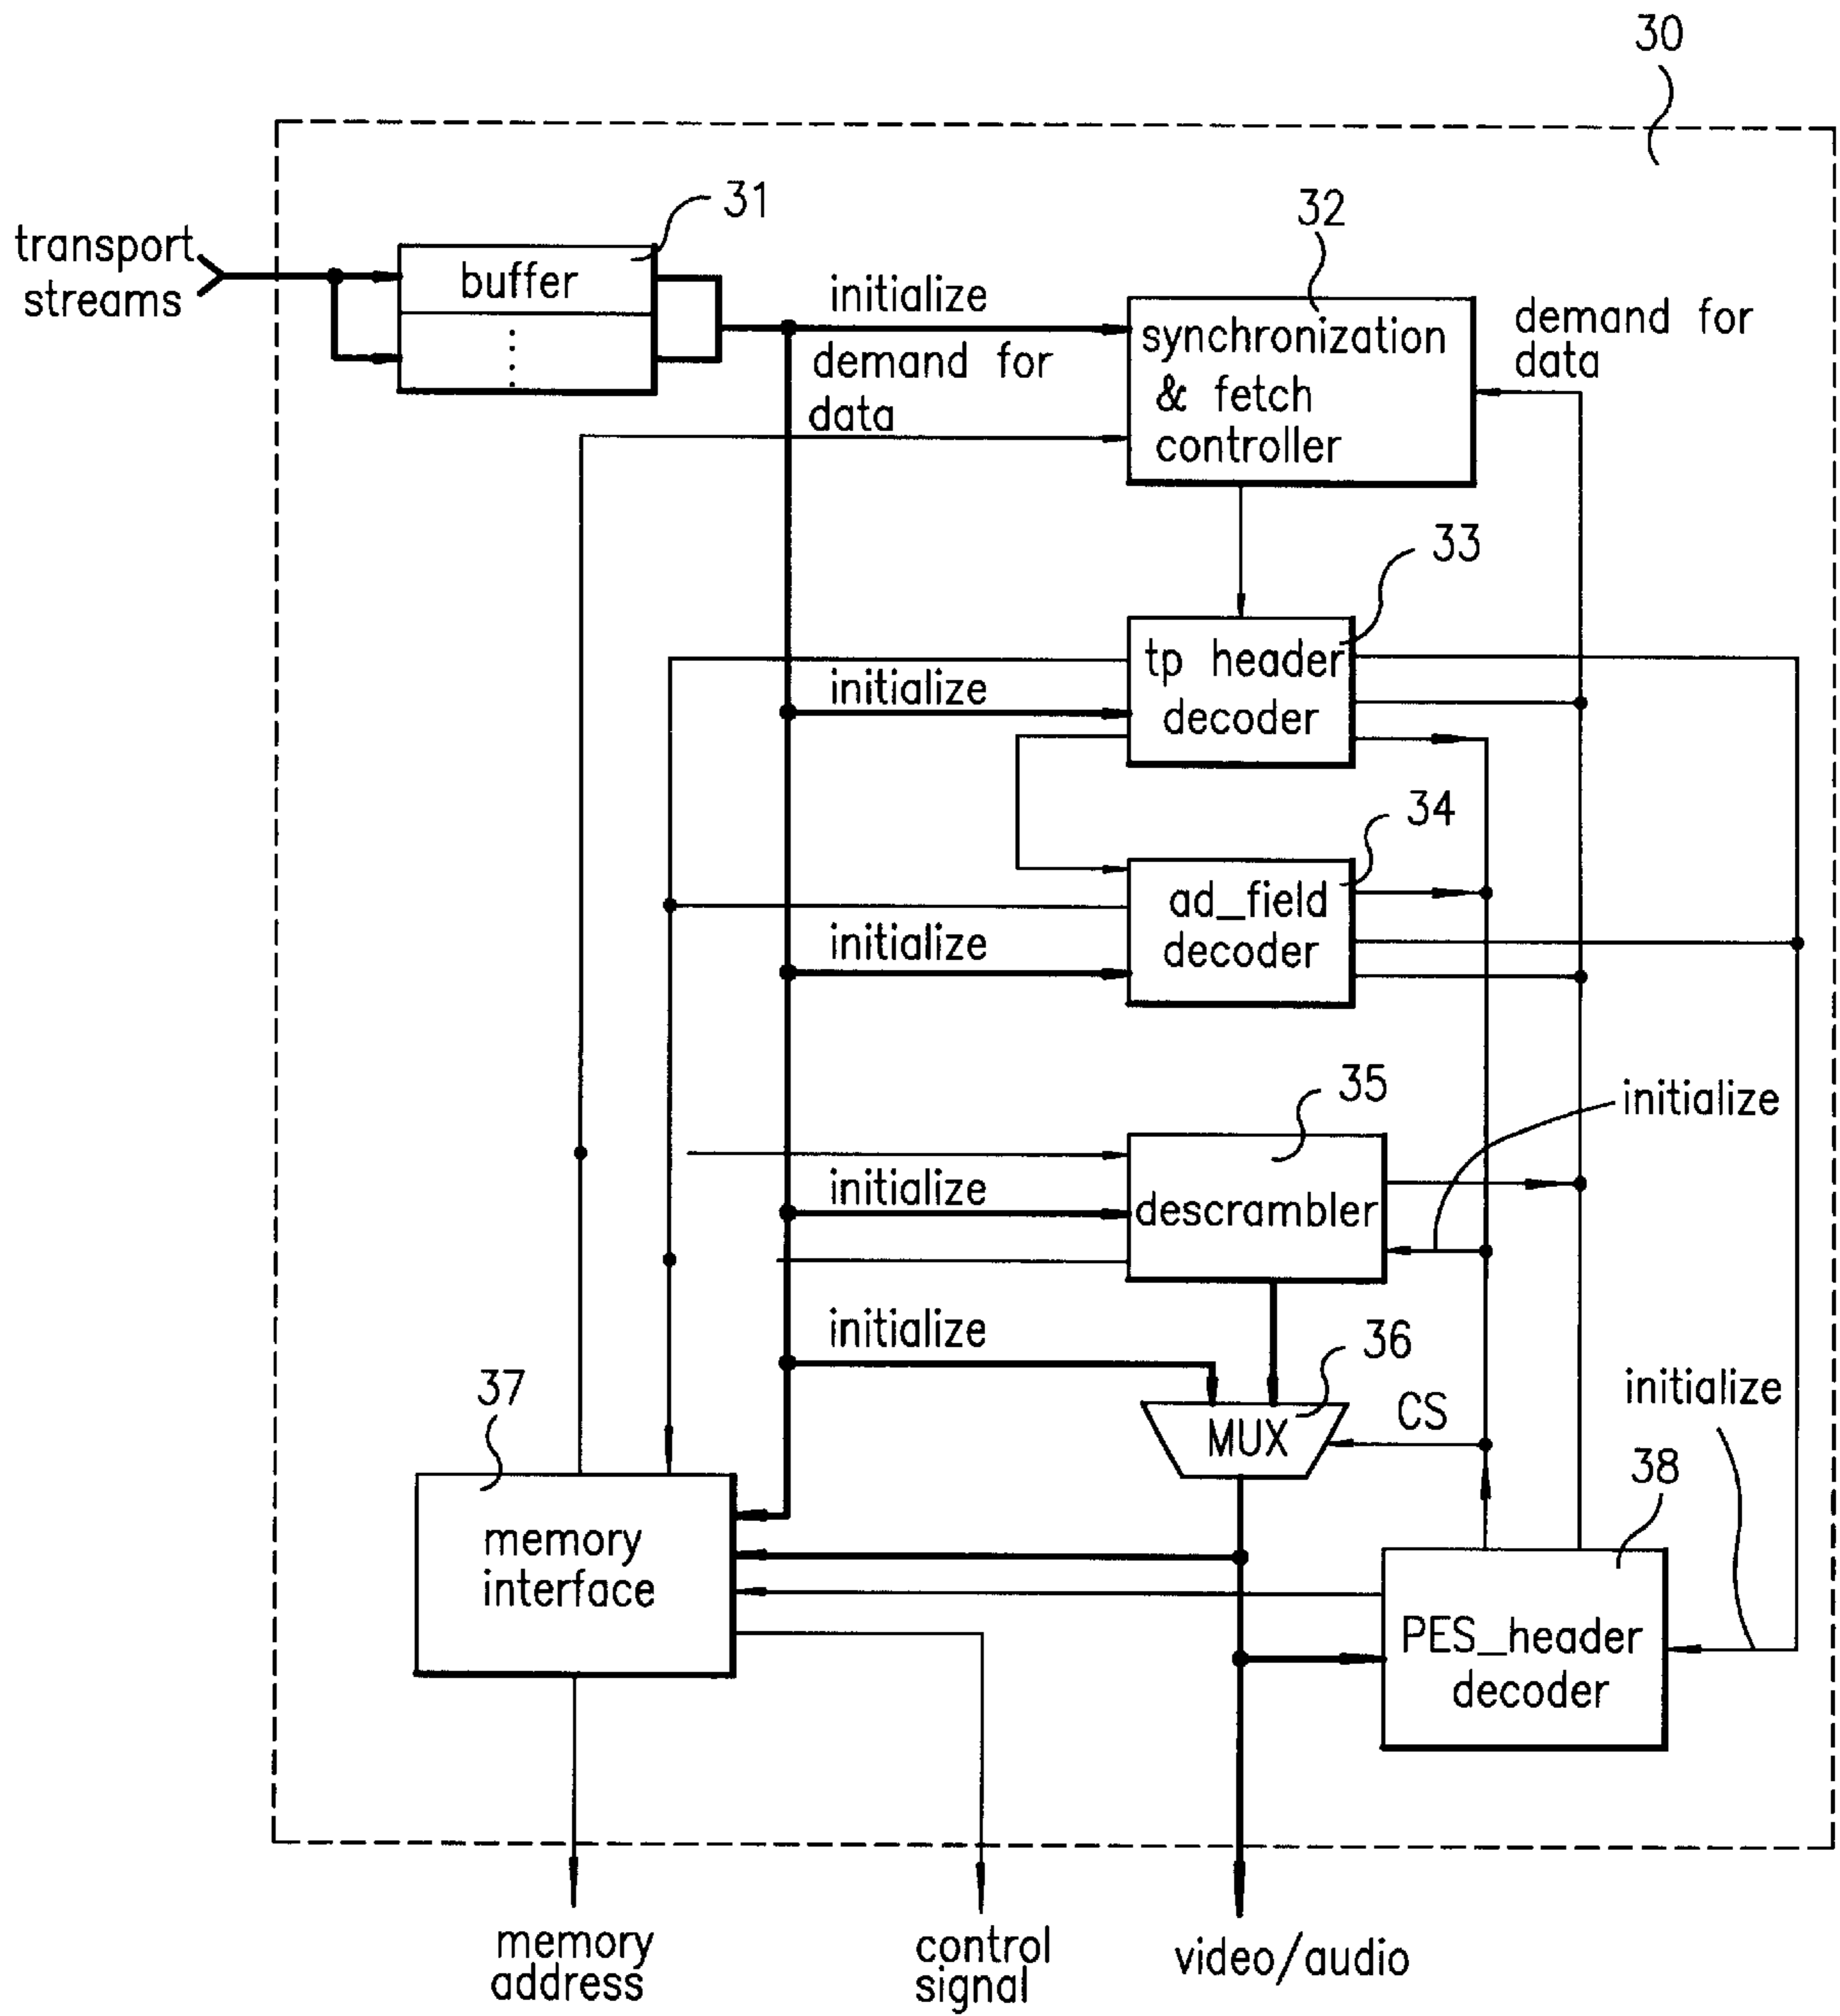 30
31
transport
streams
buffer
32
initialize
demand for
data
synchronization
& fetch
controller
demand for
data
33
tp header
decoder
initialize
34
ad_field
decoder
initialize
35
initialize
descrambler
initialize
initialize
36
MUX
CS
initialize
37
memory
interface
38
PES_header
decoder
memory
address
control
signal
video/audio